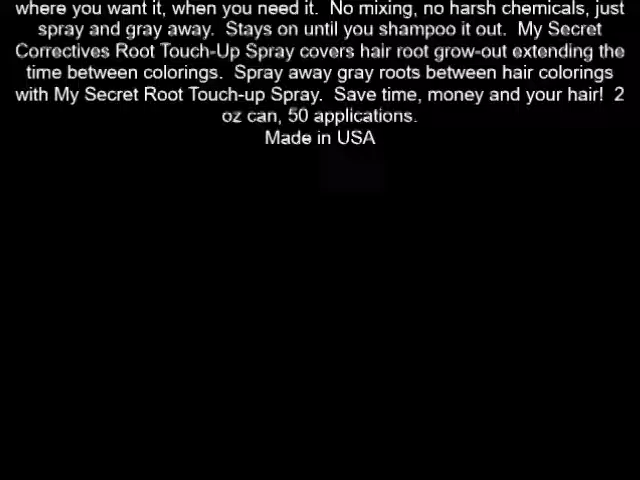 where you want it, when you need it.  No mixing, no harsh chemicals, just
spray and gray away.  Stays on until you shampoo it out.  My Secret
Correctives Root Touch-Up Spray covers hair root grow-out extending the
time between colorings.  Spray away gray roots between hair colorings
with My Secret Root Touch-up Spray.  Save time, money and your hair!  2
oz can, 50 applications.
Made in USA